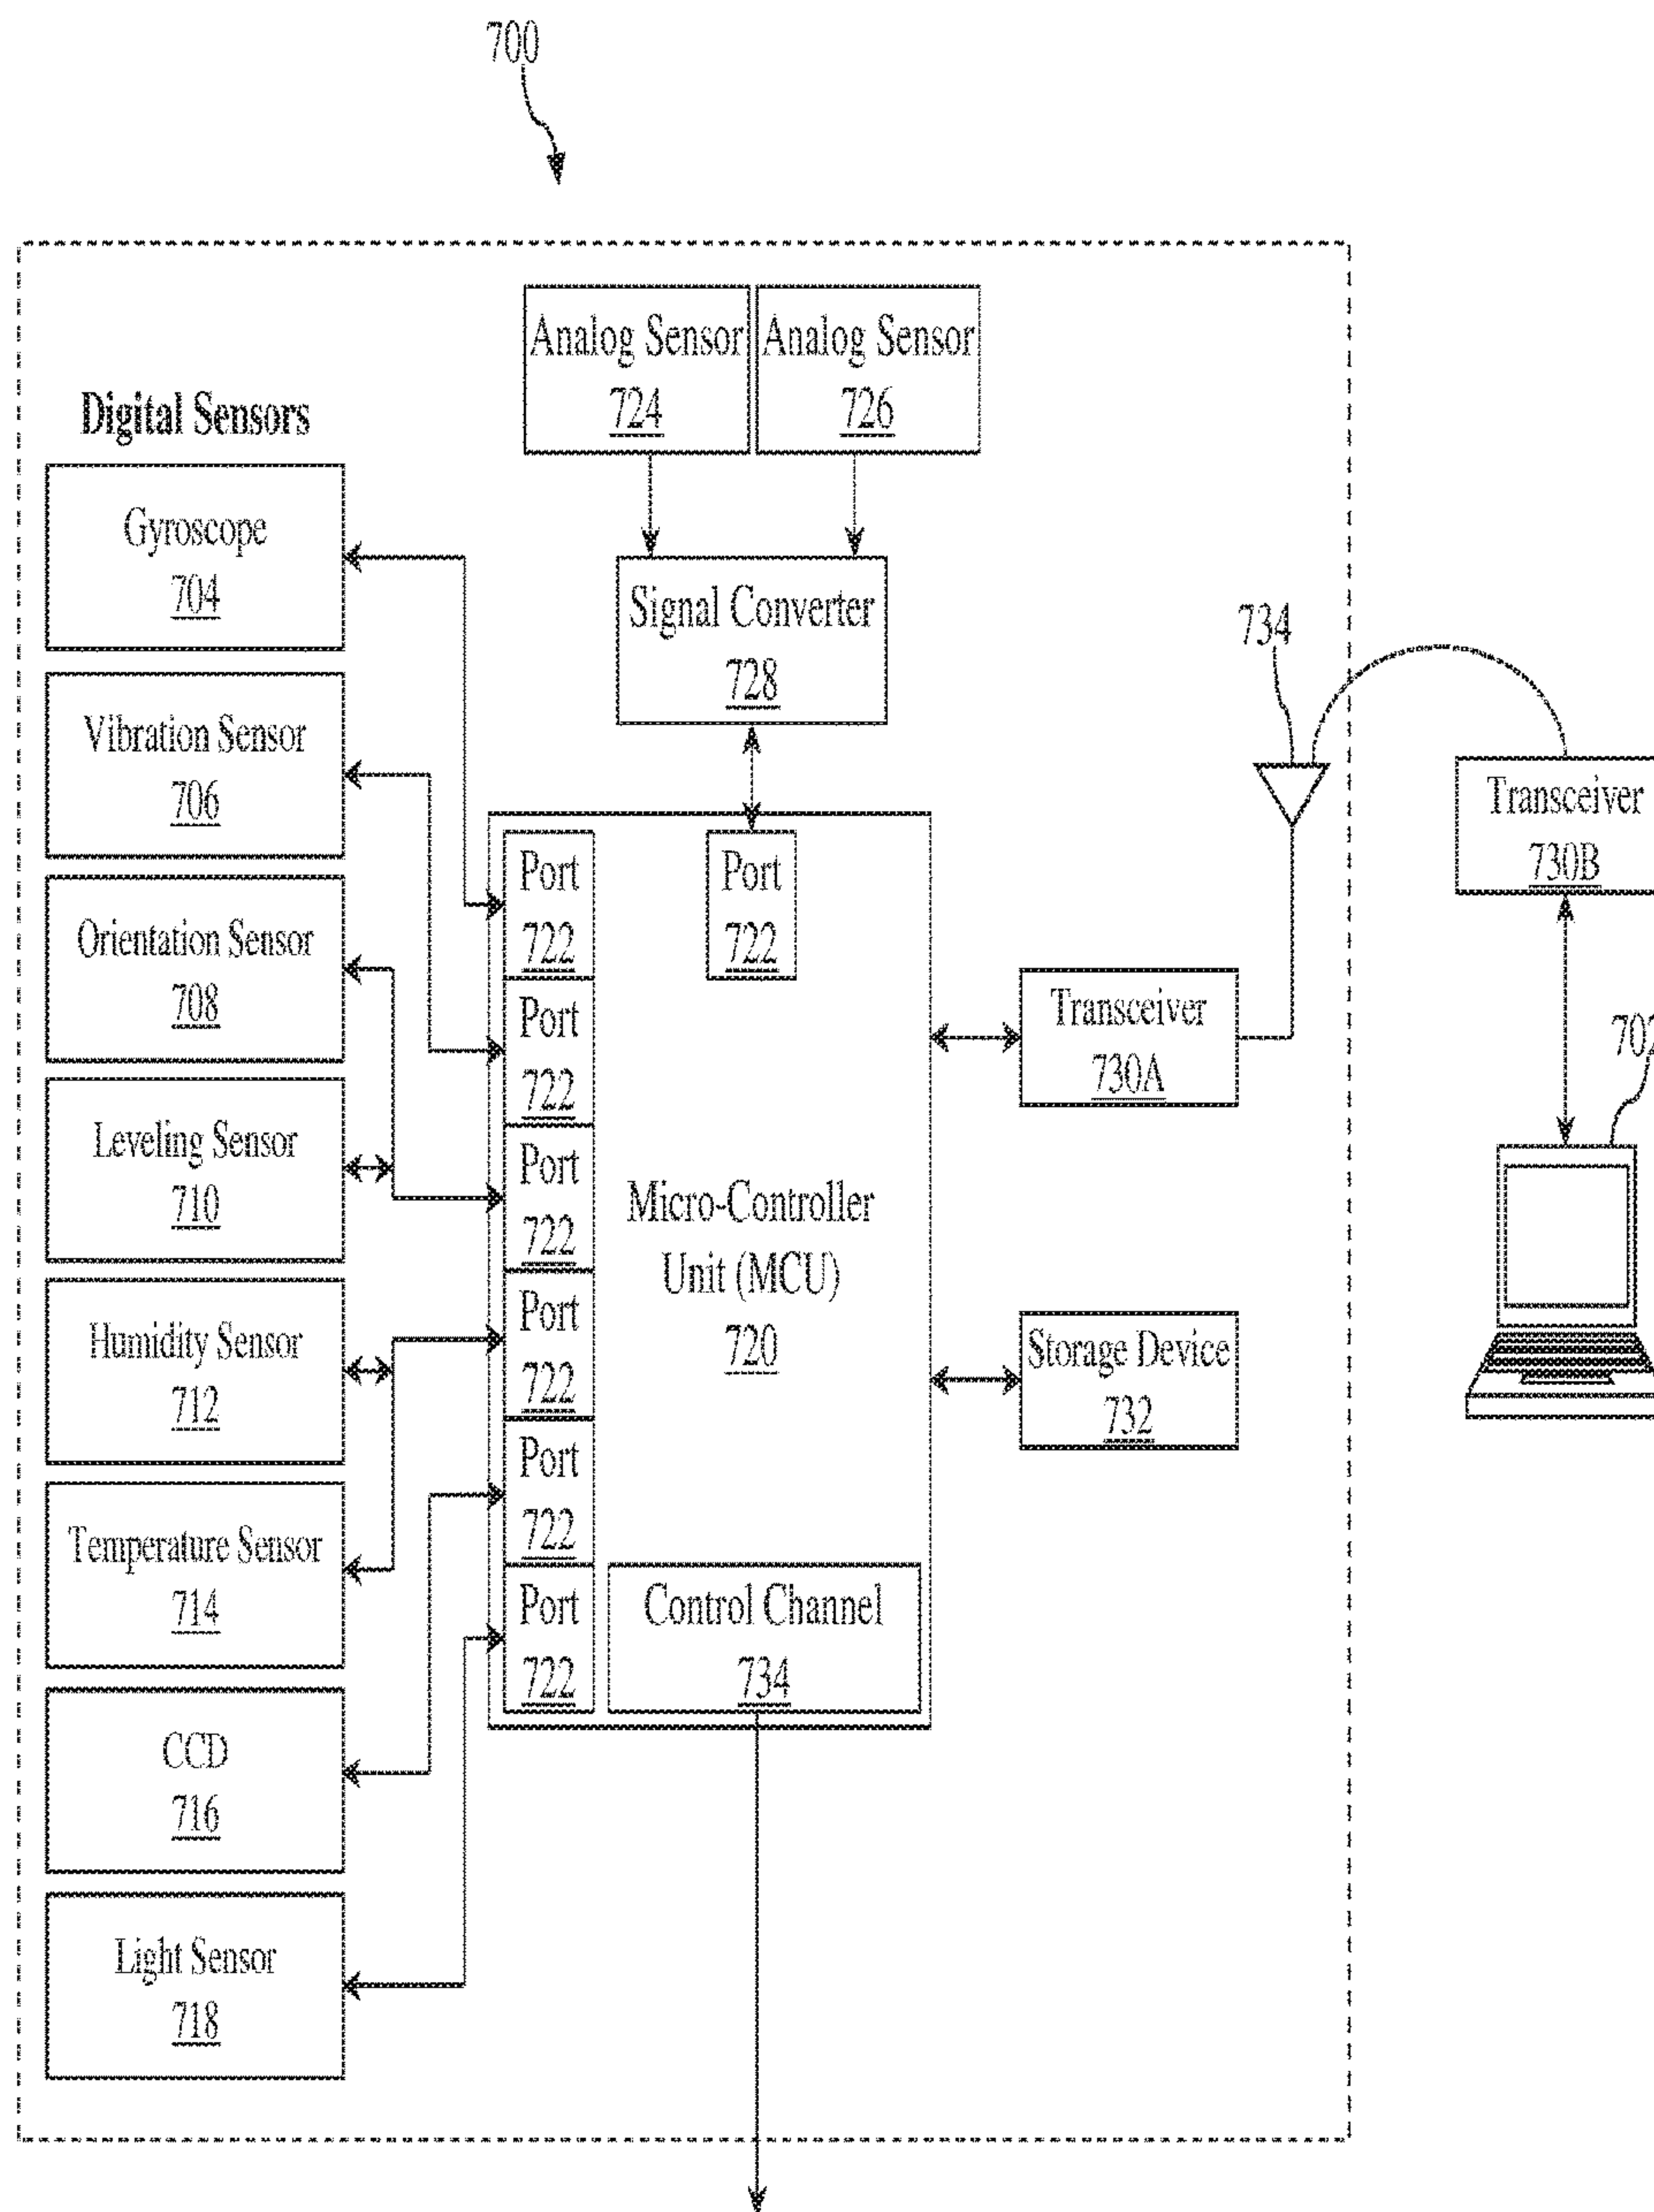 700
Analog Sensor
724
Analog Sensor
726
Digital Sensors
Gyroscope
704
Signal Converter
728
734
Vibration Sensor
706
Transceiver
730B
Port
722
Port
722
Orientation Sensor
708
Port
722
Transceiver
730A
702
Leveling Sensor
710
Port
722
Micro-Controller
Unit (MCU)
720
Humidity Sensor
712
Port
722
Storage Device
732
Temperature Sensor
714
Port
722
Port
722
Control Channel
734
CCD
716
Light Sensor
718